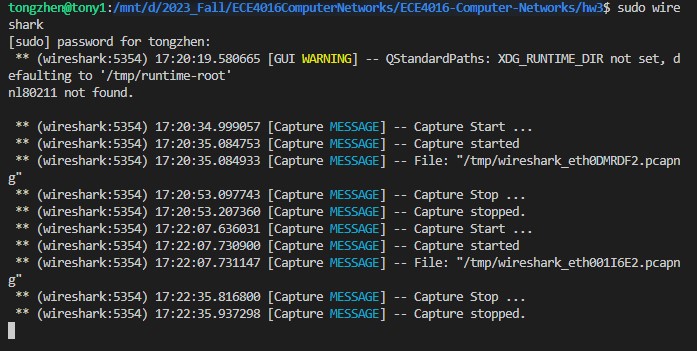 tongzhen@tony1:/mnt/d/2023_Fall/ECE4016ComputerNetworks/ECE4016-Computer-Networks/hw3$ sudo wire
shark
[sudo] password for tongzhen:
 ** (wireshark:5354) 17:20:19.580665 [GUI WARNING] -- QStandardPaths: XDG_RUNTIME_DIR not set, d
efaulting to '/tmp/runtime-root'
nl80211 not found.
 ** (wireshark:5354) 17:20:34.999057 [Capture MESSAGE] -- Capture Start ...
 ** (wireshark:5354) 17:20:35.084753 [Capture MESSAGE] -- Capture started
 ** (wireshark:5354) 17:20:35.084933 [Capture MESSAGE] -- File: "/tmp/wireshark_eth0DMRDF2.pcapn
g"
 ** (wireshark:5354) 17:20:53.097743 [Capture MESSAGE] -- Capture Stop ...
 ** (wireshark:5354) 17:20:53.207360 [Capture MESSAGE] -- Capture stopped.
 ** (wireshark:5354) 17:22:07.636031 [Capture MESSAGE] -- Capture Start ...
 ** (wireshark:5354) 17:22:07.730900 [Capture MESSAGE] -- Capture started
 ** (wireshark:5354) 17:22:07.731147 [Capture MESSAGE] -- File: "/tmp/wireshark_eth001I6E2.pcapn
g"
 ** (wireshark:5354) 17:22:35.816800 [Capture MESSAGE] -- Capture Stop ...
 ** (wireshark:5354) 17:22:35.937298 [Capture MESSAGE] -- Capture stopped.